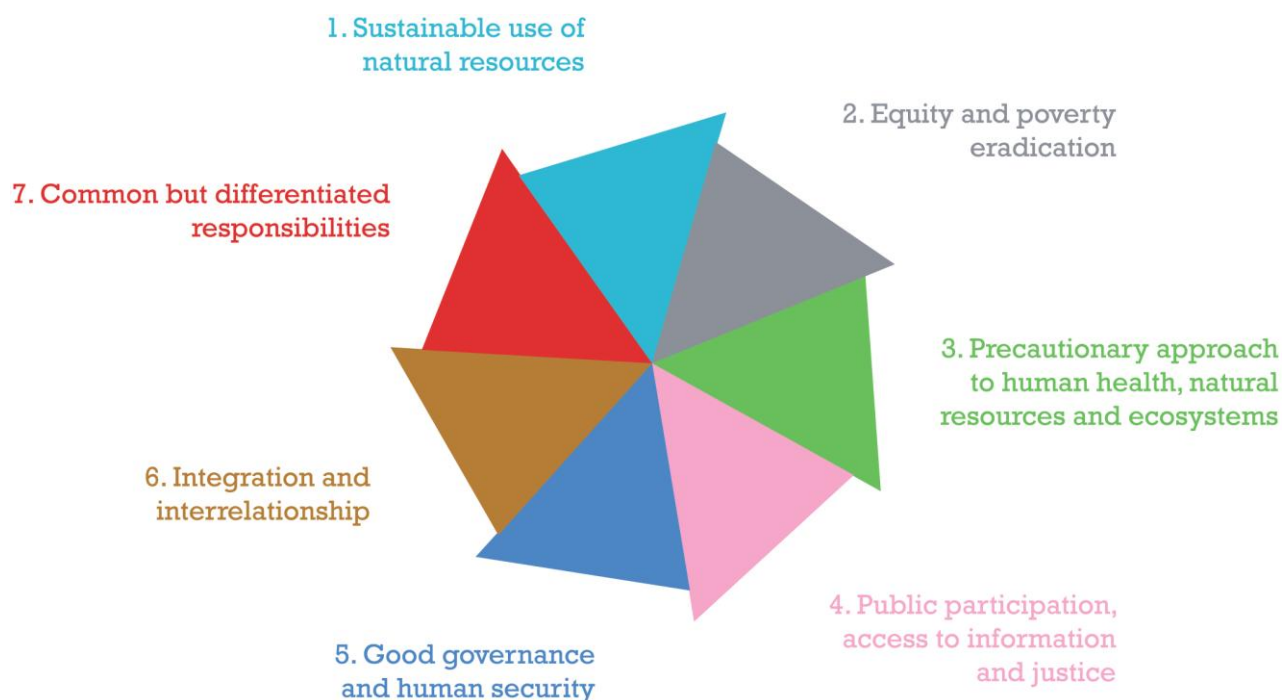 1. Sustainable use of
natural resources
2. Equity and poverty
eradication
3. Precautionary approach
to human health, natural
resources and ecosystems
4. Public participation,
access to information
and justice
5. Good governance
and human security
6. Integration and
interrelationship
7. Common but differentiated
responsibilities